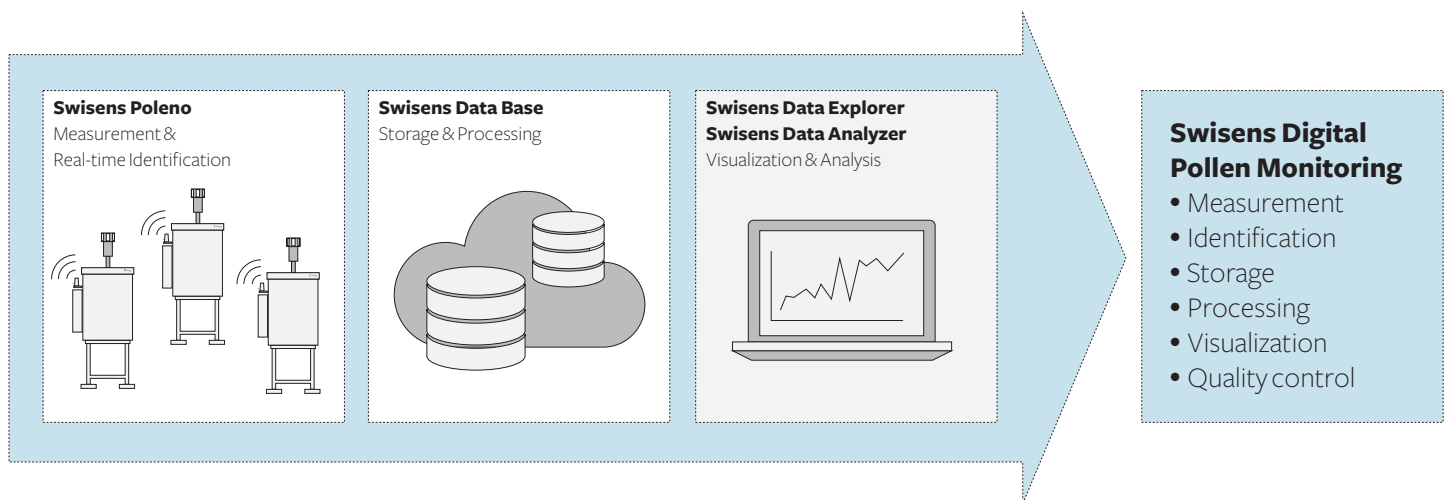 Swisens Poleno
Measurement &
Real-time Identification
Swisens Data Base
Storage & Processing
Swisens Data Explorer
Swisens Data Analyzer
Visualization & Analysis
Swisens Digital
Pollen Monitoring
• Measurement
• Identification
• Storage
• Processing
• Visualization
• Quality control